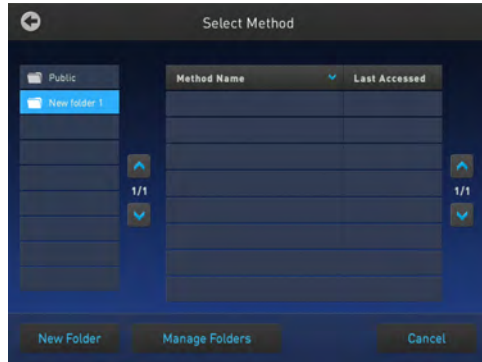 Select Method
Public
New folder 1
1/1
Method Name Last Accessed
1/1
New Folder Manage Folders Cancel